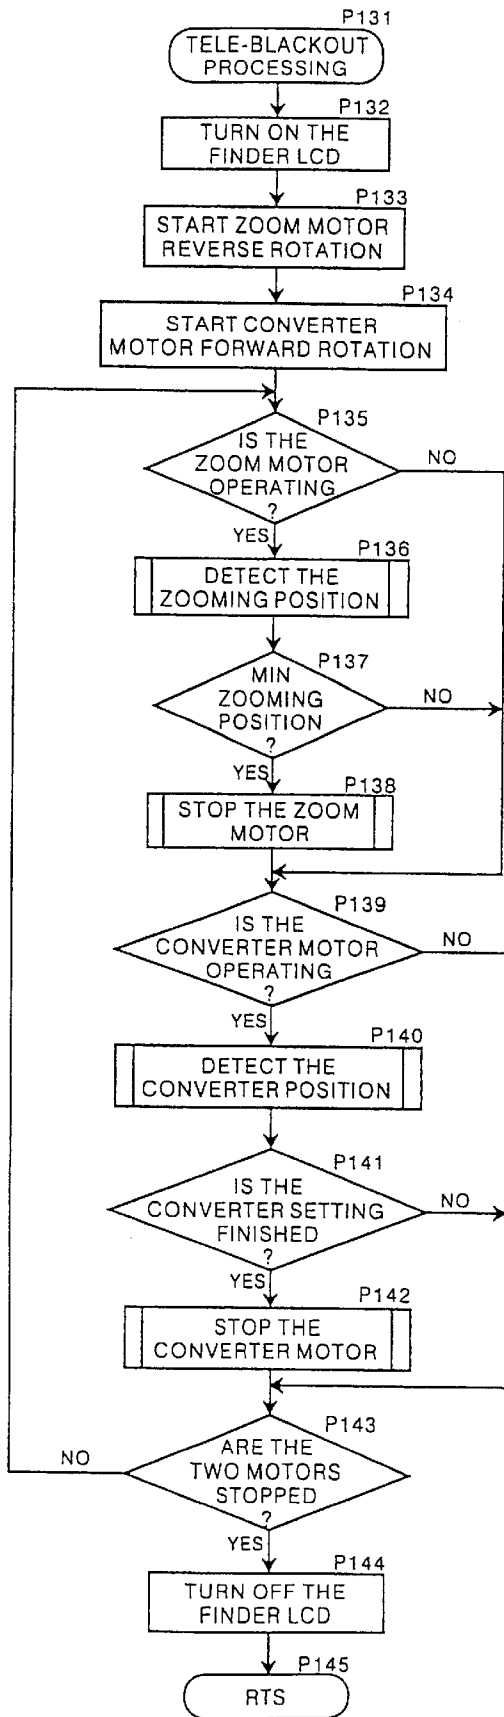 P131
TELE-BLACKOUT
PROCESSING
P132
TURN ON THE
FINDER LCD
P133
START ZOOM MOTOR
REVERSE ROTATION
P134
START CONVERTER
MOTOR FORWARD ROTATION
P135
IS THE
ZOOM MOTOR
OPERATING
?
NO
YES
P136
DETECT THE
ZOOMING POSITION
P137
MIN
ZOOMING
POSITION
?
NO
YES
P138
STOP THE ZOOM
MOTOR
P139
IS THE
CONVERTER MOTOR
OPERATING
?
NO
YES
P140
DETECT THE
CONVERTER POSITION
P141
IS THE
CONVERTER SETTING
FINISHED
?
NO
YES
P142
STOP THE
CONVERTER MOTOR
P143
ARE THE
TWO MOTORS
STOPPED
?
NO
YES
P144
TURN OFF THE
FINDER LCD
P145
RTS